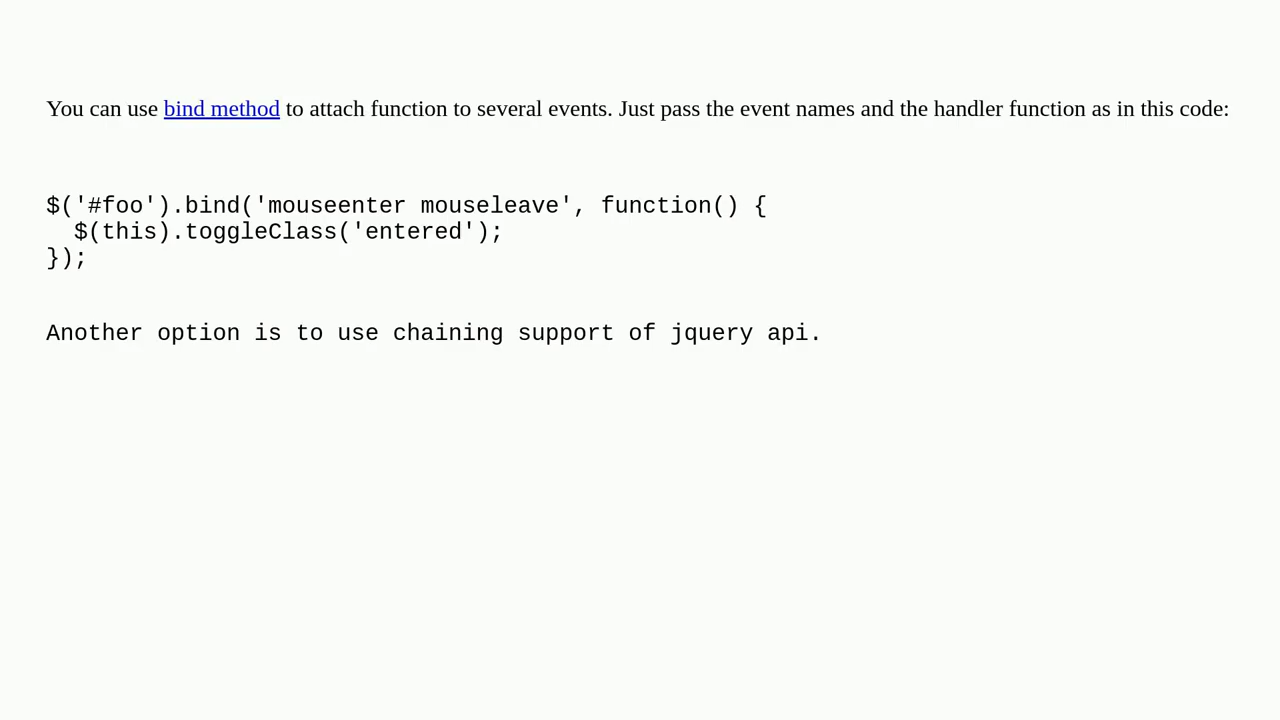 You can use bind method to attach function to several events. Just pass the event names and the handler function as in this code:
$('#foo').bind('mouseenter mouseleave', function() {
  $(this).toggleClass('entered');
});
Another option is to use chaining support of jquery api.